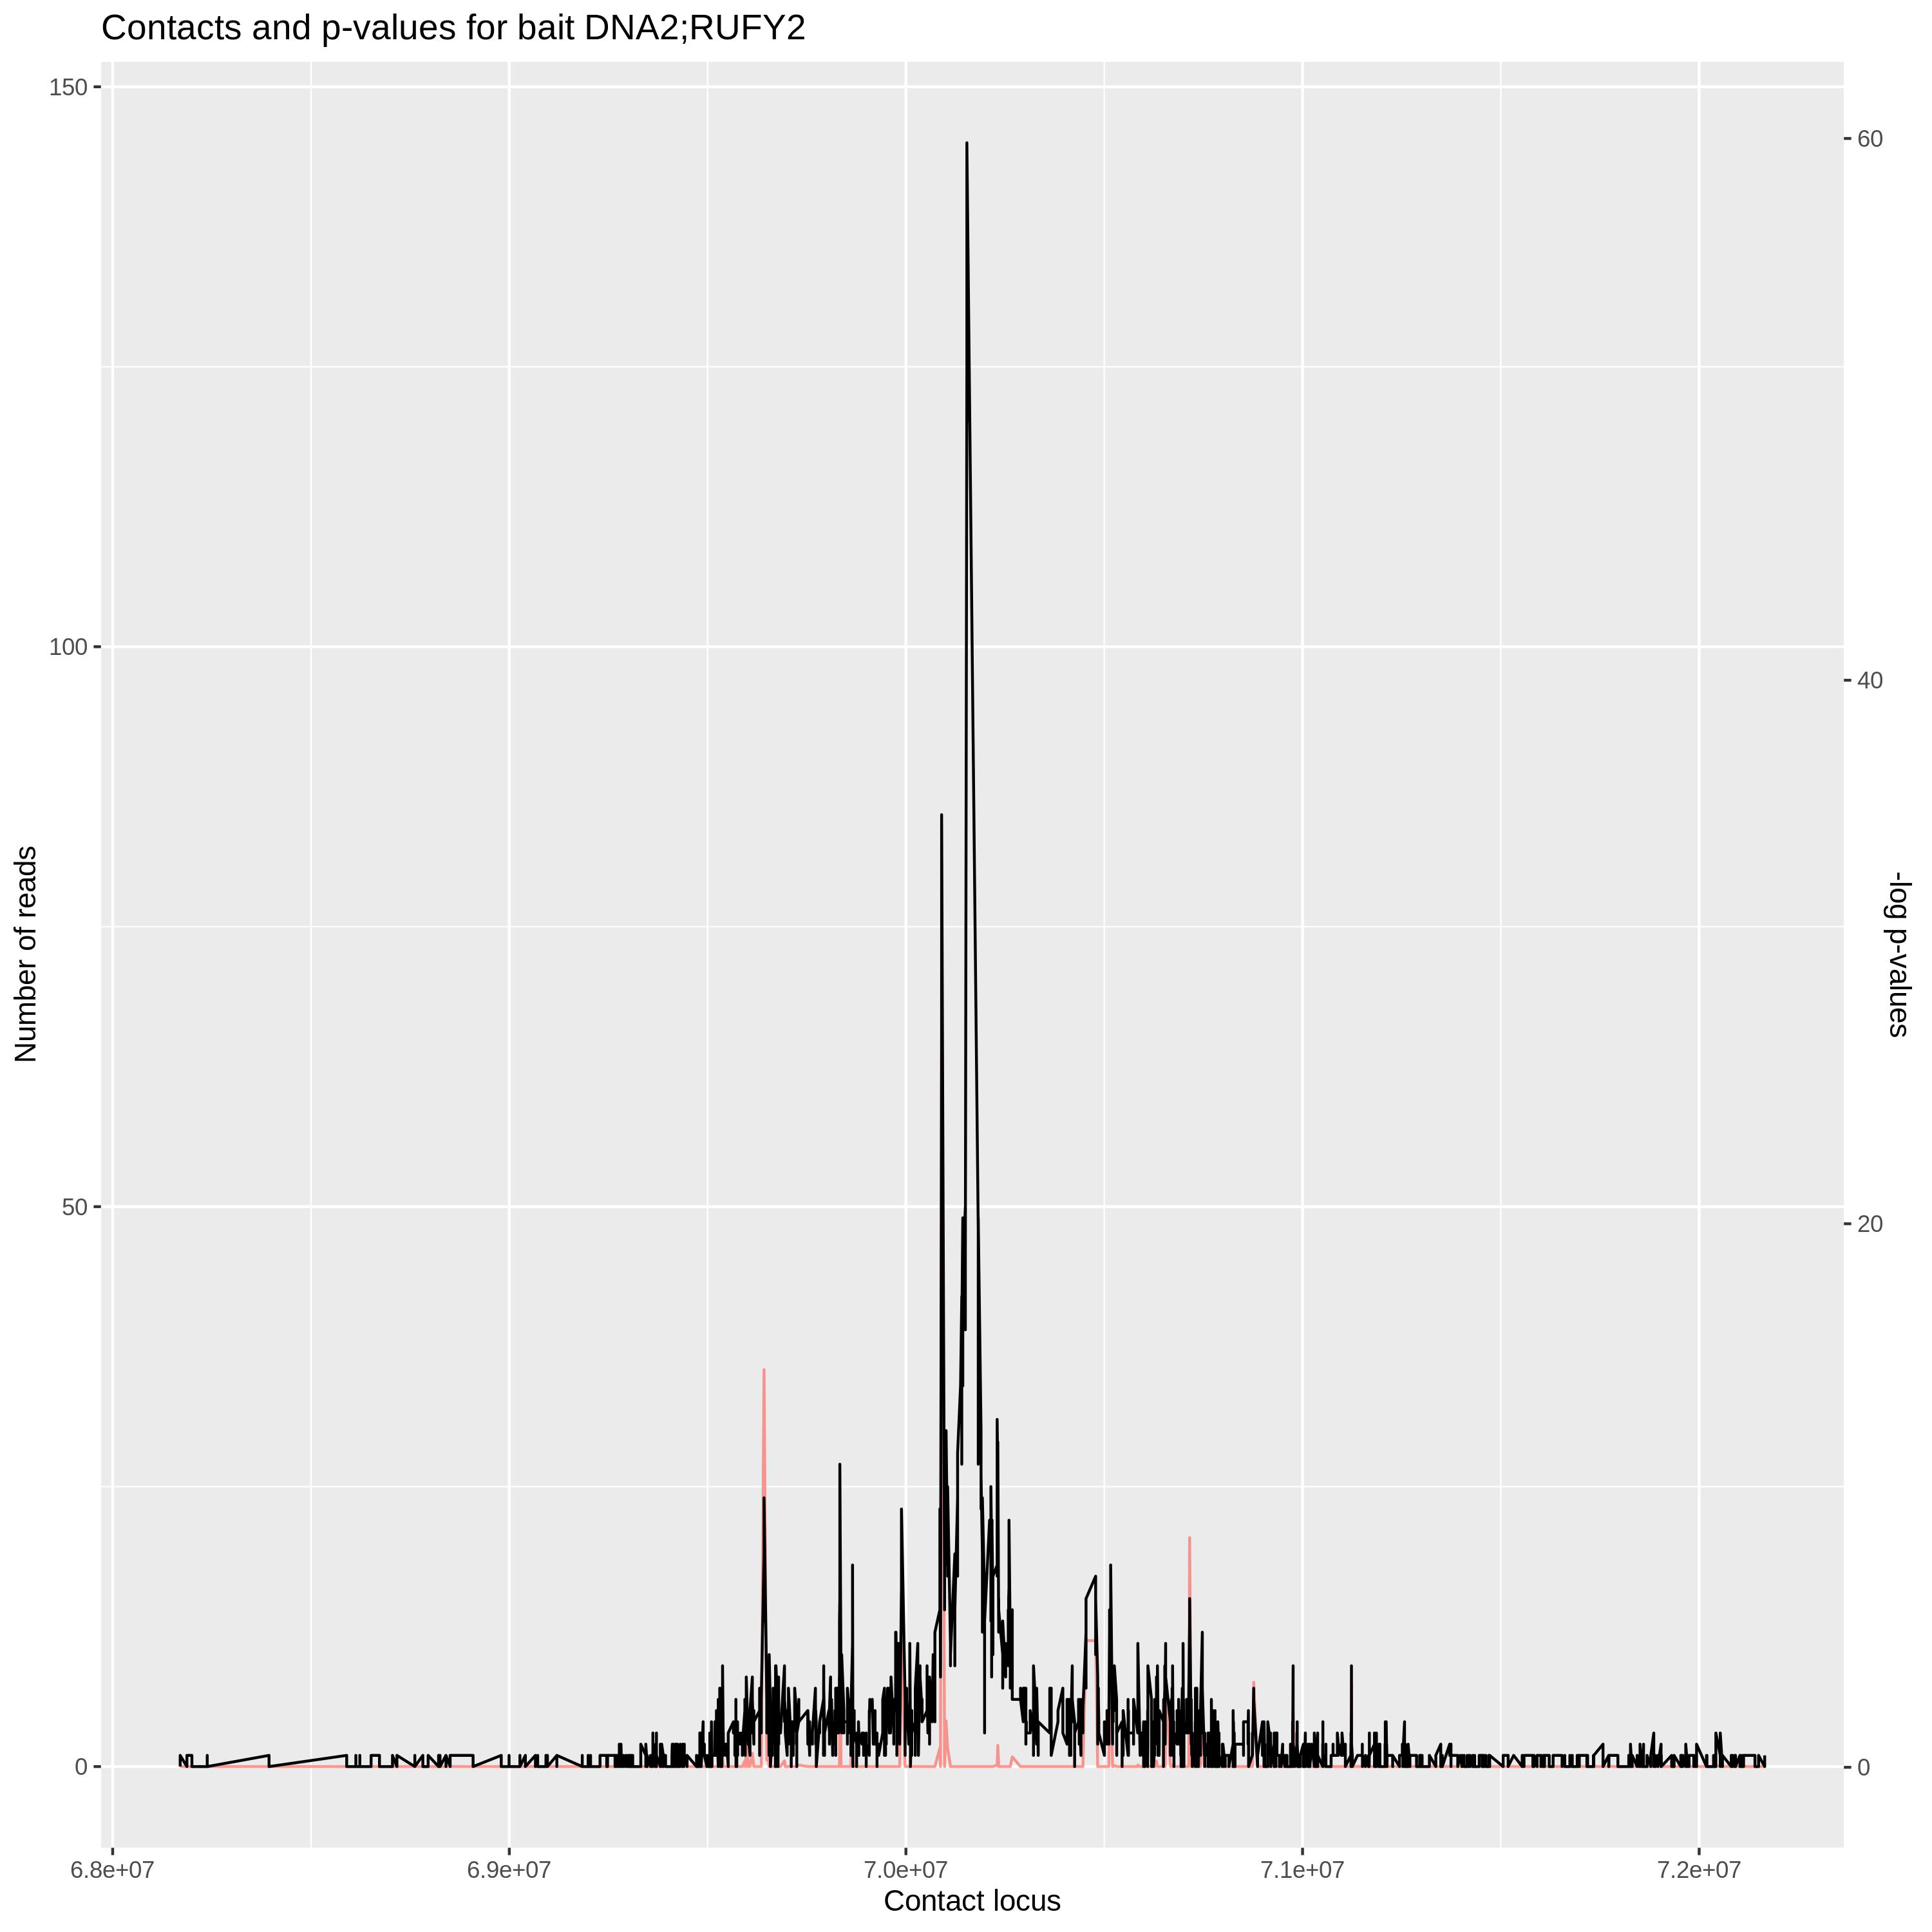 Contacts and p-values for bait DNA2;RUFY2
150
100
50
0
60
40
20
0
Number of reads
-log p-values
6.8e+07
6.9e+07
7.0e+07
7.1e+07
7.2e+07
Contact locus